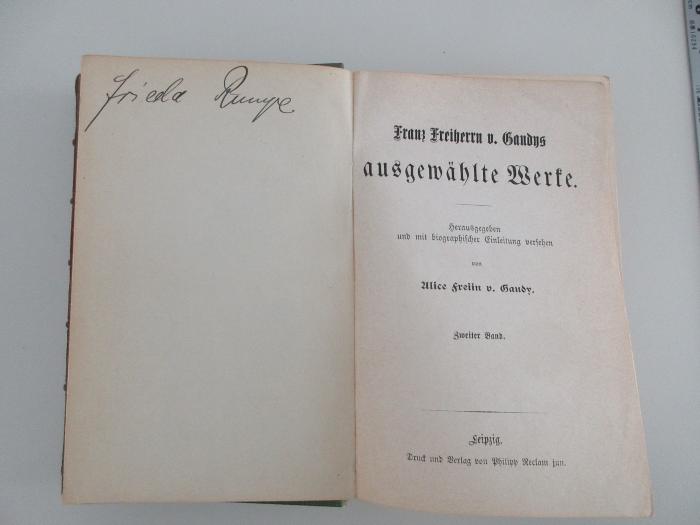 Frieda Rumpe
Franz Freiherrn v. Gaudys
ausgewählte Werke.
Herausgegeben
und mit biographischer Einleitung versehen
von
Alice Freiin v. Gaudy.
Zweiter Band.
Leipzig.
Druck und Verlag von Philipp Reclam jun.